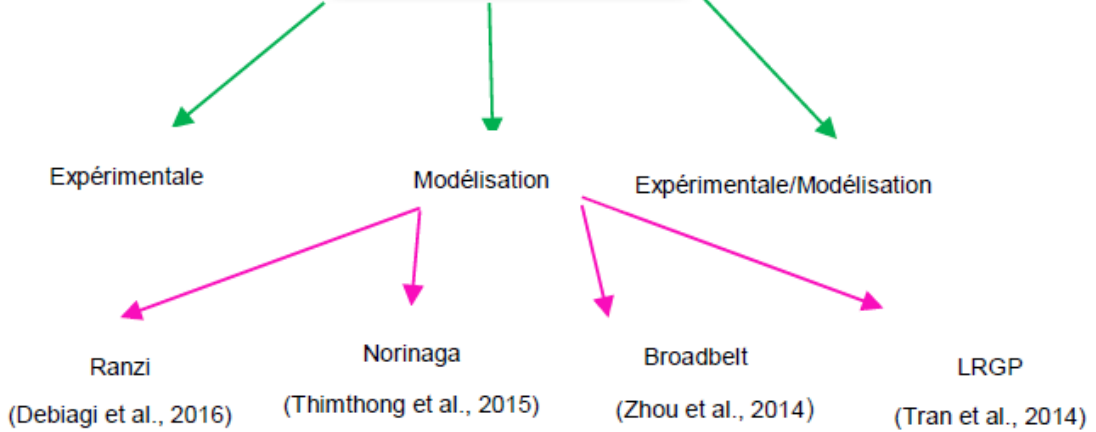 Expérimentale
Modélisation
Expérimentale/Modélisation
Ranzi
(Debiagi et al., 2016)
Norinaga
(Thimthong et al., 2015)
Broadbelt
(Zhou et al., 2014)
LRGP
(Tran et al., 2014)